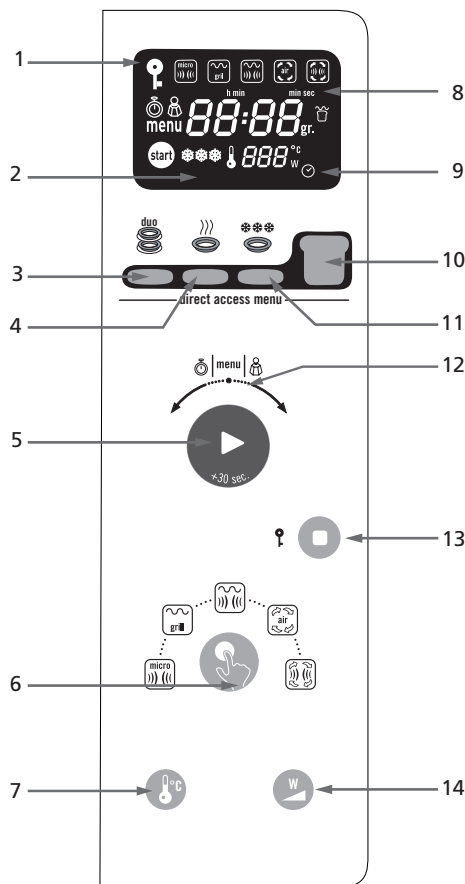 1
micro
gril
air
8
h min
min sec
menu 88:88 gr.
start
888 °C
W
2
9
duo
3
10
4
direct access menu
11
menu
12
5
+30 sec.
13
micro
grill
air
6
7
°C
W
14